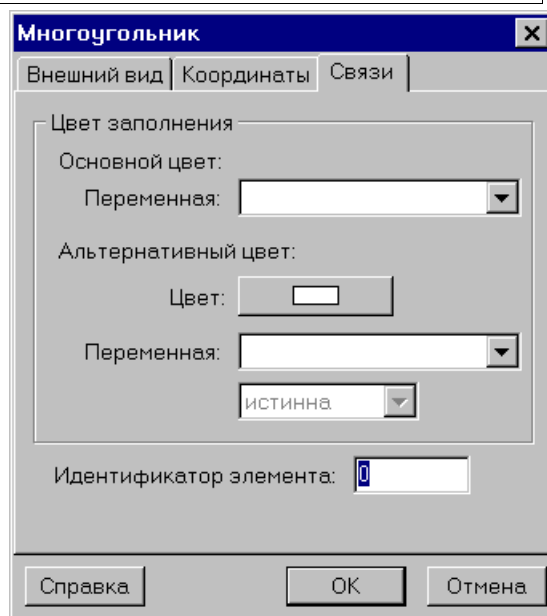 Многоугольник
Внешний вид Координаты Связи
Цвет заполнения
Основной цвет:
Переменная:
Альтернативный цвет:
Цвет:
Переменная:
истинна
Идентификатор элемента: 0
Справка ОК Отмена